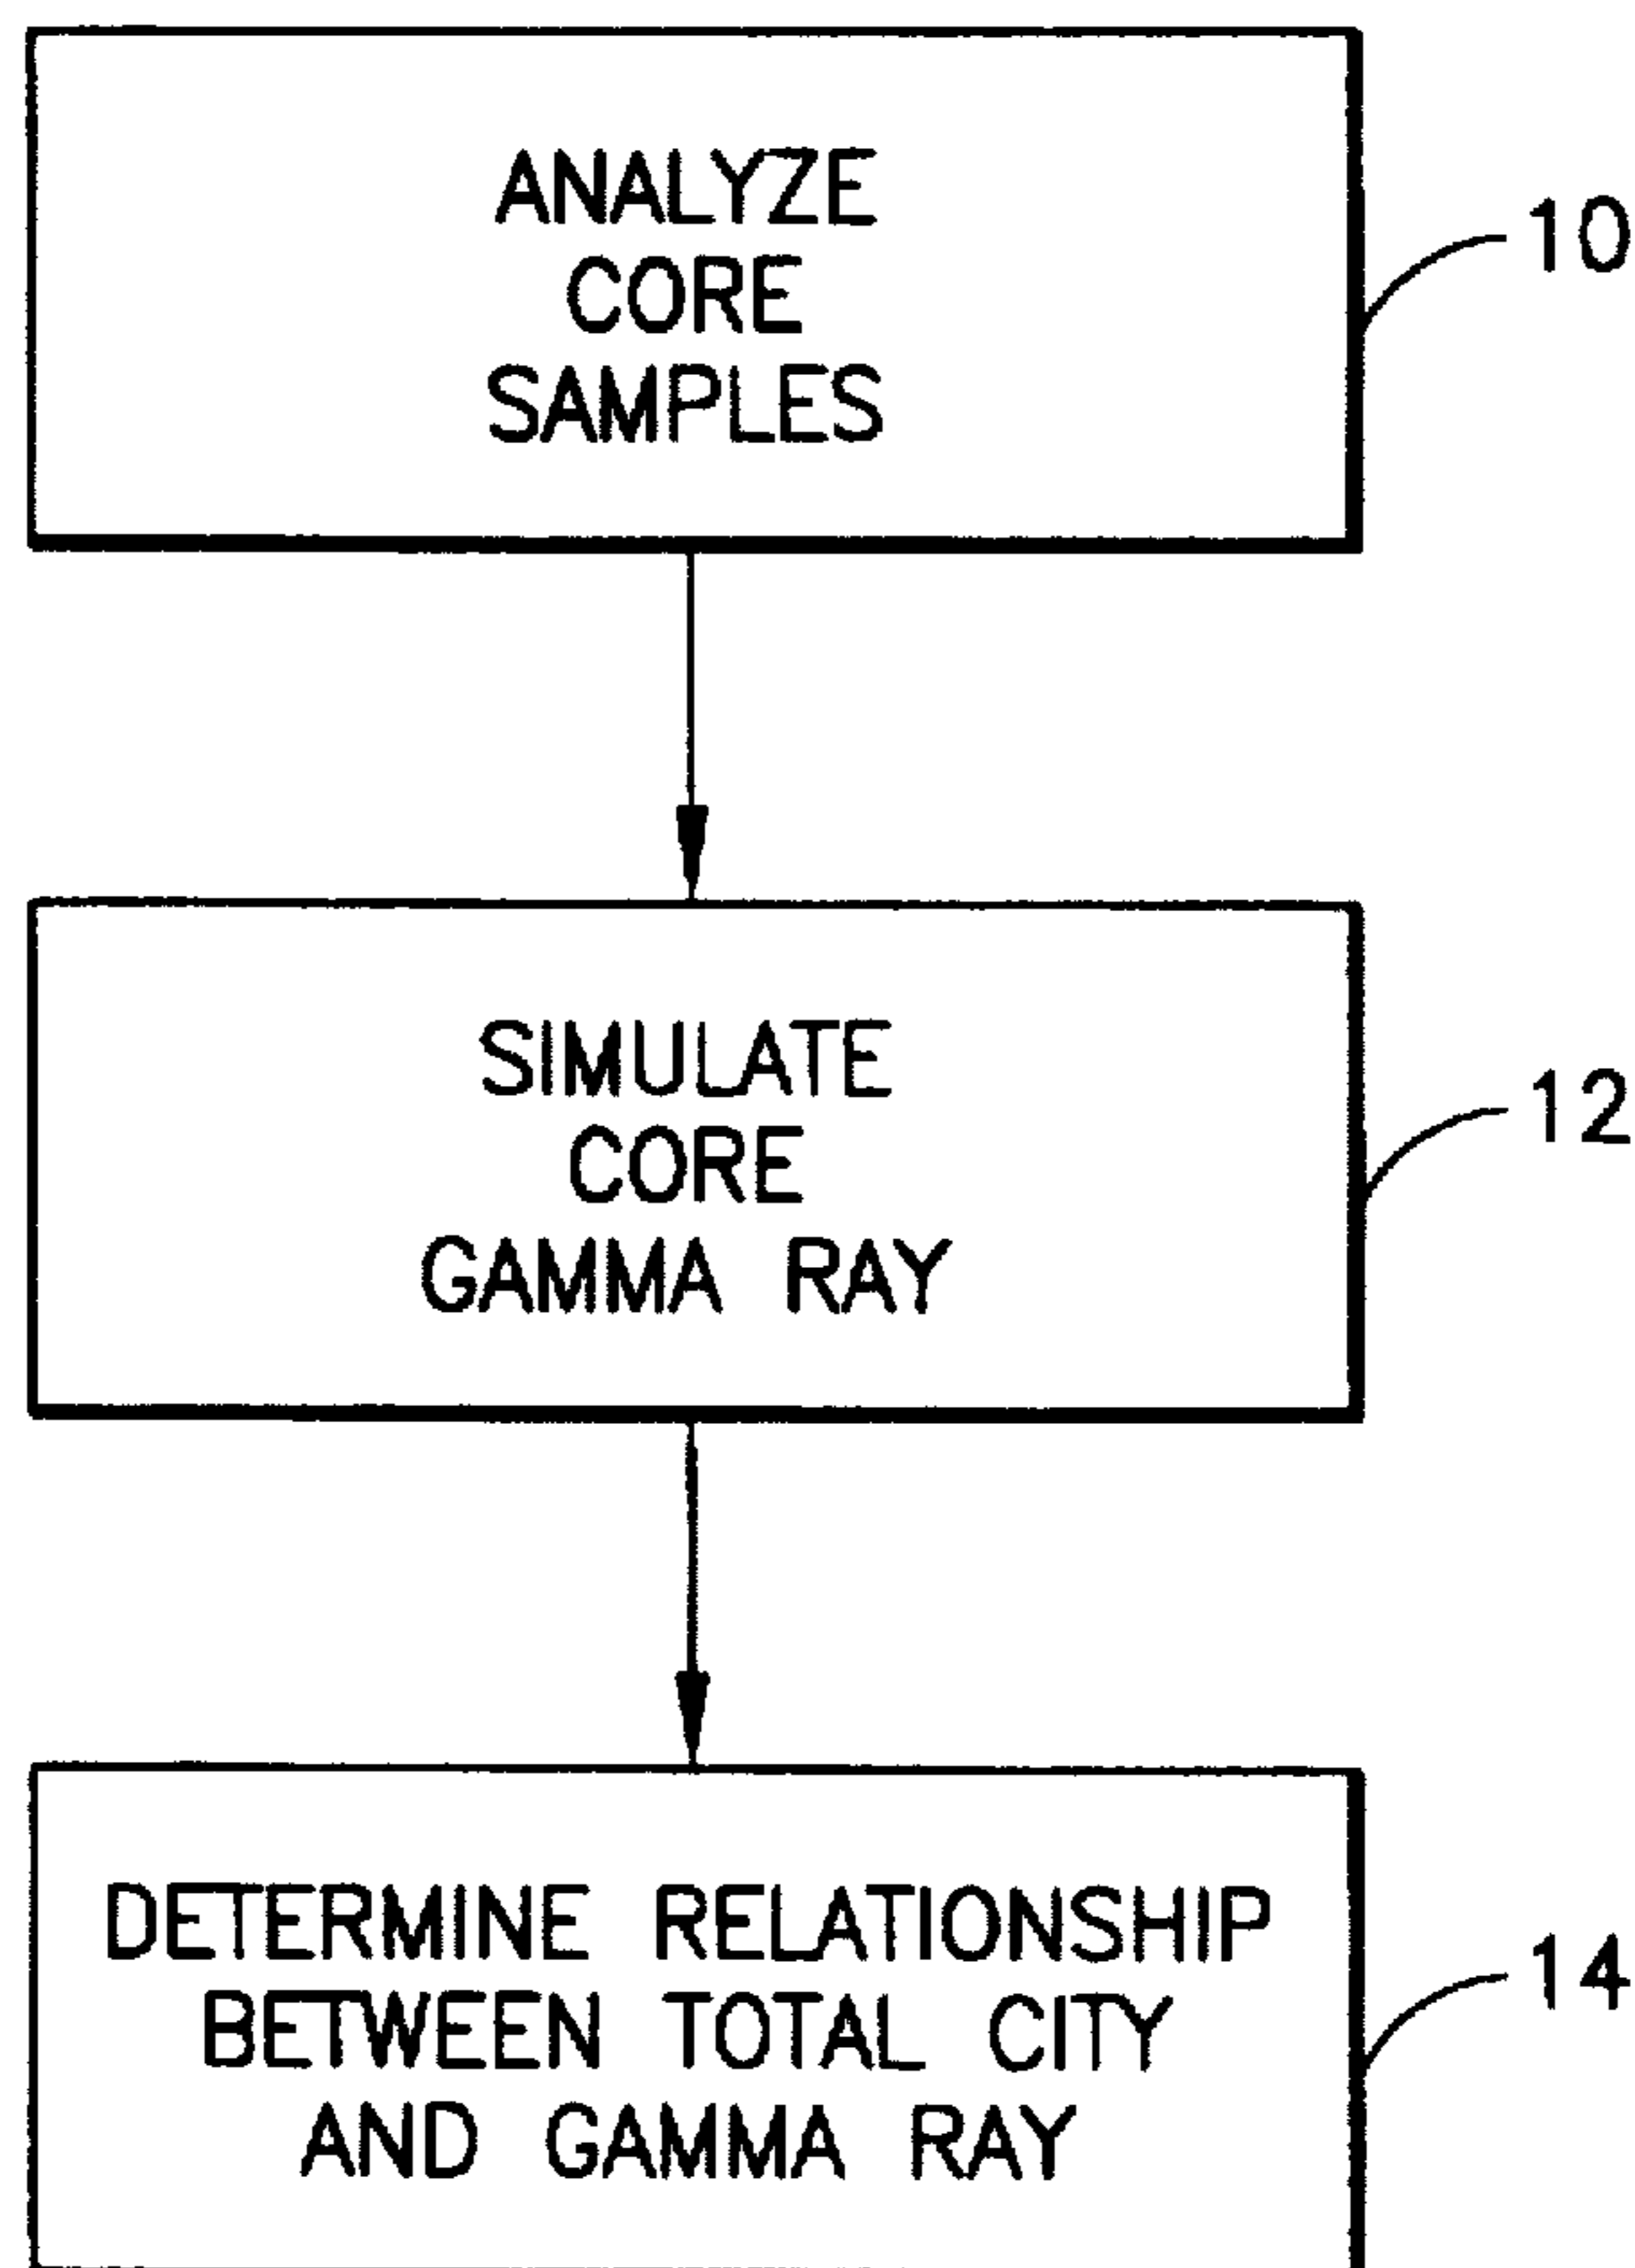 ANALYZE
CORE
SAMPLES
10
SIMULATE
CORE
GAMMA RAY
12
DETERMINE RELATIONSHIP
BETWEEN TOTAL CITY
AND GAMMA RAY
14